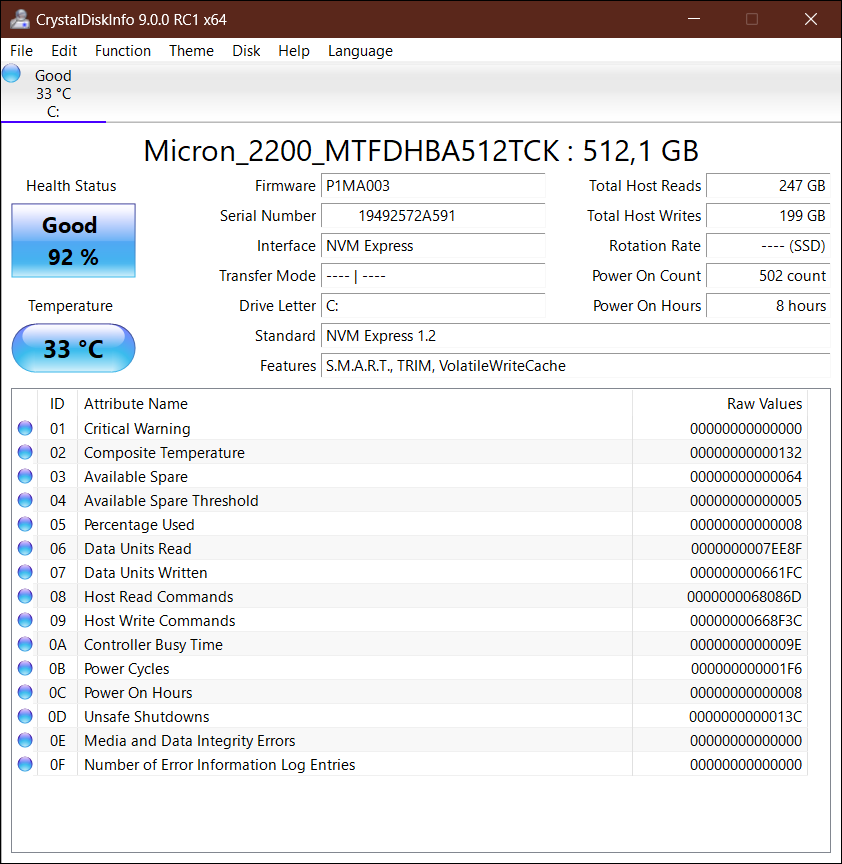 CrystalDiskInfo 9.0.0 RC1 x64
File Edit Function Theme Disk Help Language
Good
33 °C
C:
Micron_2200_MTFDHBA512TCK : 512,1 GB
Health Status
Good
92 %
Temperature
33 °C
Firmware P1MA003
Serial Number 19492572A591
Interface NVM Express
Transfer Mode ---- | ----
Drive Letter C:
Standard NVM Express 1.2
Features S.M.A.R.T., TRIM, VolatileWriteCache
Total Host Reads 247 GB
Total Host Writes 199 GB
Rotation Rate ---- (SSD)
Power On Count 502 count
Power On Hours 8 hours
ID Attribute Name Raw Values
01 Critical Warning 00000000000000
02 Composite Temperature 00000000000132
03 Available Spare 00000000000064
04 Available Spare Threshold 00000000000005
05 Percentage Used 00000000000008
06 Data Units Read 0000000007EE8F
07 Data Units Written 000000000661FC
08 Host Read Commands 0000000068086D
09 Host Write Commands 00000000668F3C
0A Controller Busy Time 0000000000009E
0B Power Cycles 000000000001F6
0C Power On Hours 00000000000008
0D Unsafe Shutdowns 0000000000013C
0E Media and Data Integrity Errors 00000000000000
0F Number of Error Information Log Entries 00000000000000